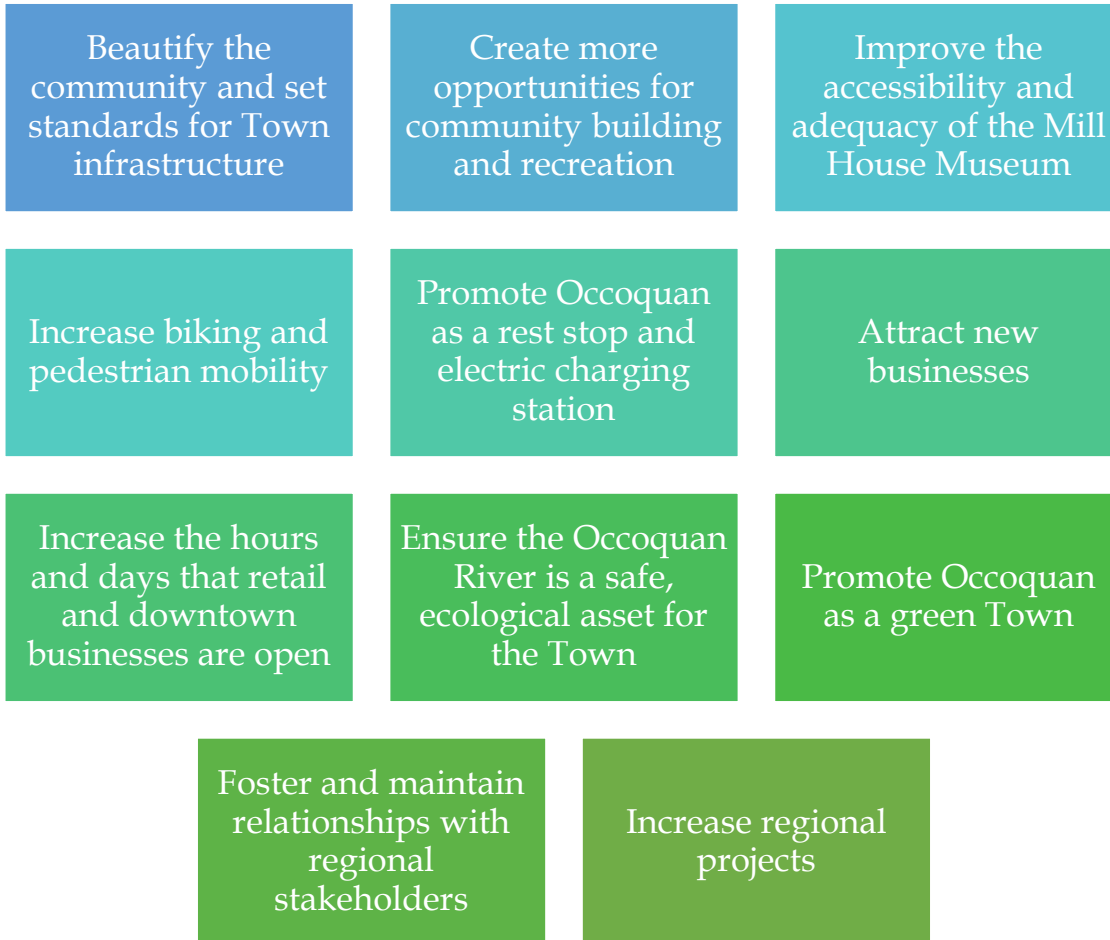 Beautify the
community and set
standards for Town
infrastructure
Create more
opportunities for
community building
and recreation
Improve the
accessibility and
adequacy of the Mill
House Museum
Increase biking and
pedestrian mobility
Promote Occoquan
as a rest stop and
electric charging
station
Attract new
businesses
Increase the hours
and days that retail
and downtown
businesses are open
Ensure the Occoquan
River is a safe,
ecological asset for
the Town
Promote Occoquan
as a green Town
Foster and maintain
relationships with
regional
stakeholders
Increase regional
projects